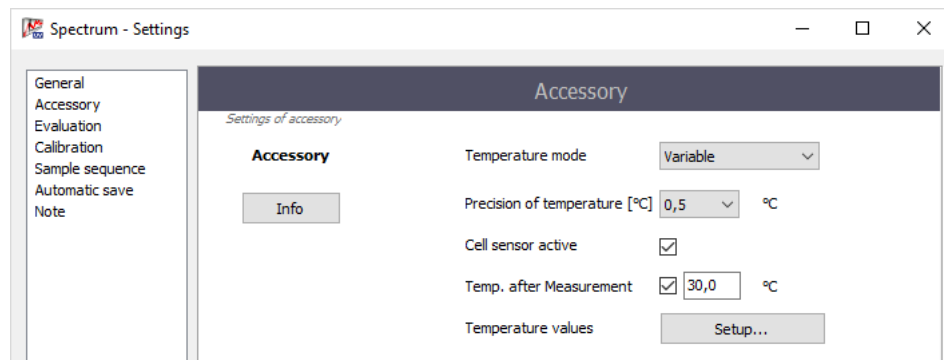 Spectrum - Settings
General
Accessory
Evaluation
Calibration
Sample sequence
Automatic save
Note
Accessory
Settings of accessory
Accessory
Info
Temperature mode Variable
Precision of temperature [°C] 0,5 °C
Cell sensor active
Temp. after Measurement 30,0 °C
Temperature values Setup...